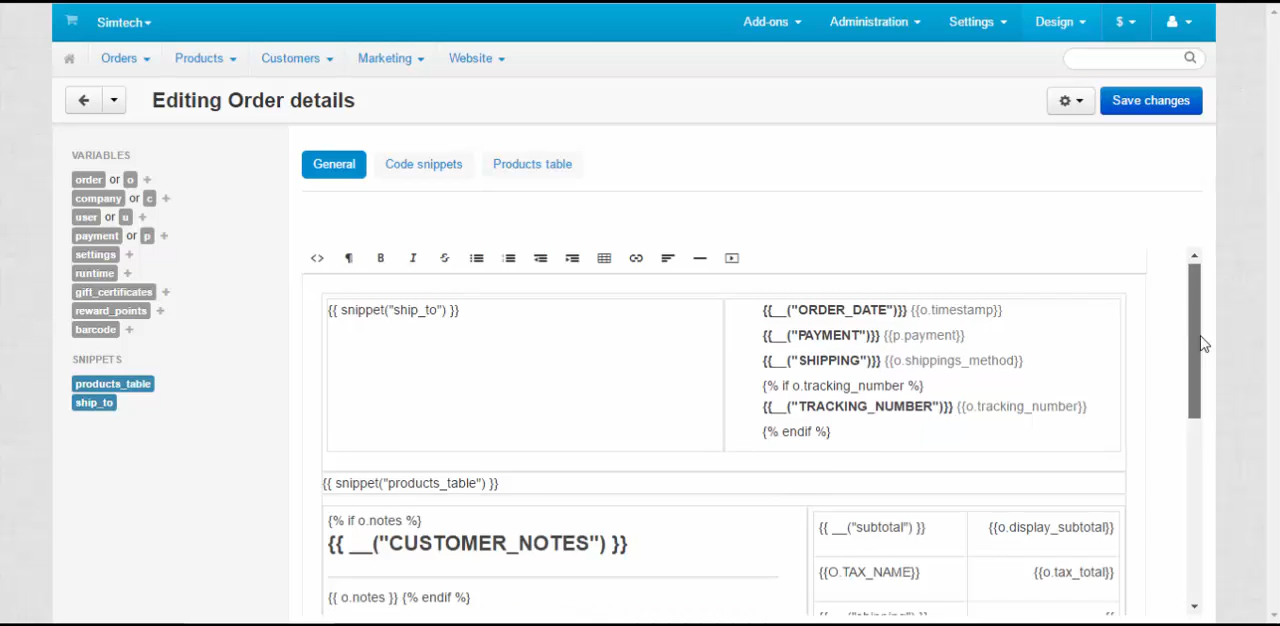 Simtech Add-ons Administration Settings Design $
Orders Products Customers Marketing Website
Editing Order details Save changes
VARIABLES
order or o +
company or c +
user or u +
payment or p +
settings +
runtime +
gift_certificates +
reward_points +
barcode +
SNIPPETS
products_table
ship_to
General Code snippets Products table
{{ snippet("ship_to") }}
{{__("ORDER_DATE")}} {{o.timestamp}}
{{__("PAYMENT")}} {{p.payment}}
{{__("SHIPPING")}} {{o.shippings_method}}
{% if o.tracking_number %}
{{__("TRACKING_NUMBER")}} {{o.tracking_number}}
{% endif %}
{{ snippet("products_table") }}
{% if o.notes %}
{{ __("CUSTOMER_NOTES") }}
{{ o.notes }} {% endif %}
{{ __("subtotal") }} {{o.display_subtotal}}
{{O.TAX_NAME}} {{o.tax_total}}
{{ __("shipping") }} {{